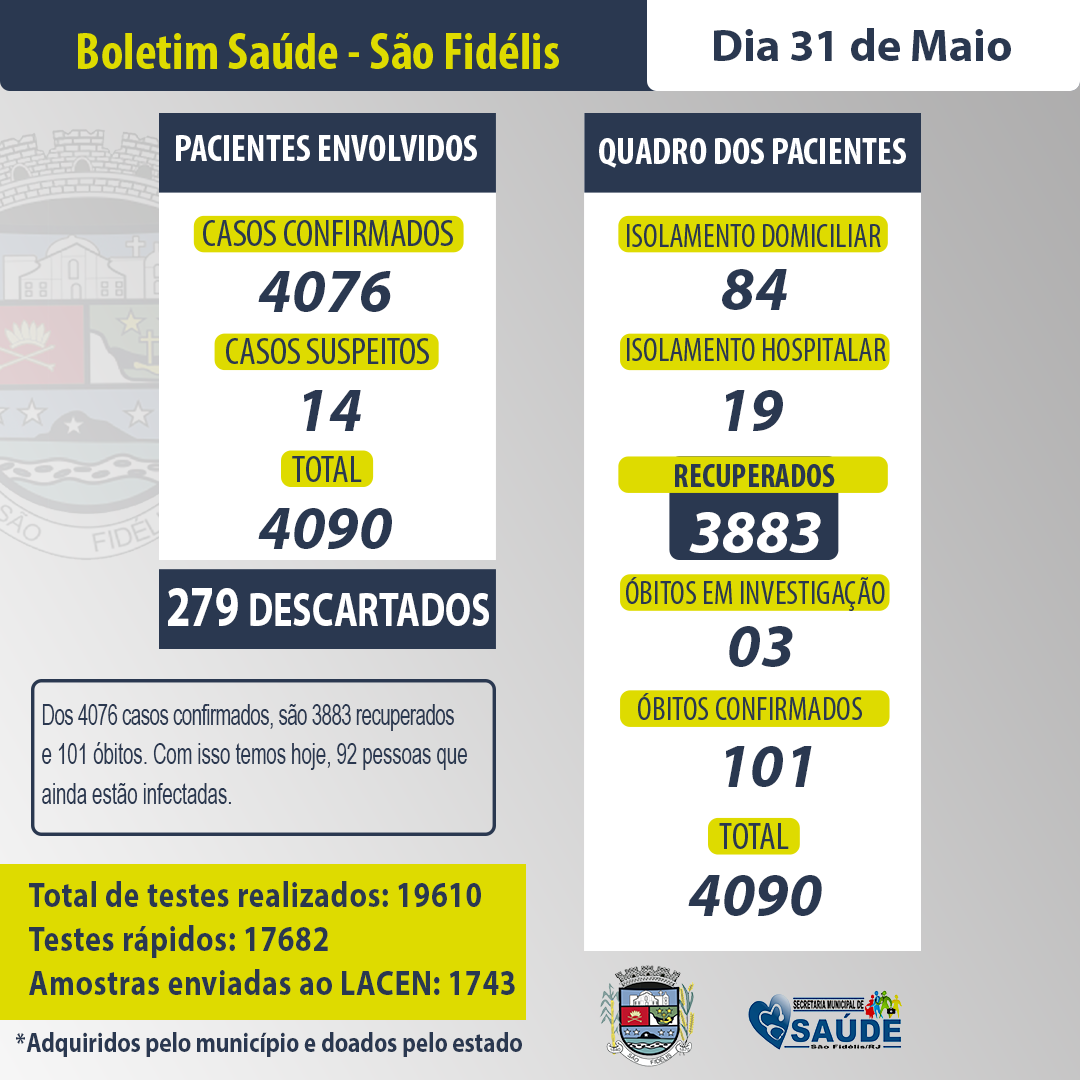 Boletim Saúde - São Fidélis
Dia 31 de Maio
PACIENTES ENVOLVIDOS
CASOS CONFIRMADOS
4076
CASOS SUSPEITOS
14
TOTAL
4090
279 DESCARTADOS
Dos 4076 casos confirmados, são 3883 recuperados
e 101 óbitos. Com isso temos hoje, 92 pessoas que
ainda estão infectadas.
Total de testes realizados: 19610
Testes rápidos: 17682
Amostras enviadas ao LACEN: 1743
*Adquiridos pelo município e doados pelo estado
QUADRO DOS PACIENTES
ISOLAMENTO DOMICILIAR
84
ISOLAMENTO HOSPITALAR
19
RECUPERADOS
3883
ÓBITOS EM INVESTIGAÇÃO
03
ÓBITOS CONFIRMADOS
101
TOTAL
4090
SÃO FIDÉLIS
SECRETARIA MUNICIPAL DE
SAÚDE
São Fidélis/RJ
SÃO FIDÉLIS